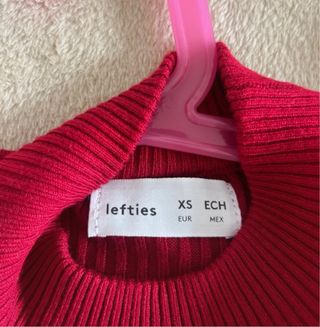 lefties
XS ECH
EUR MEX